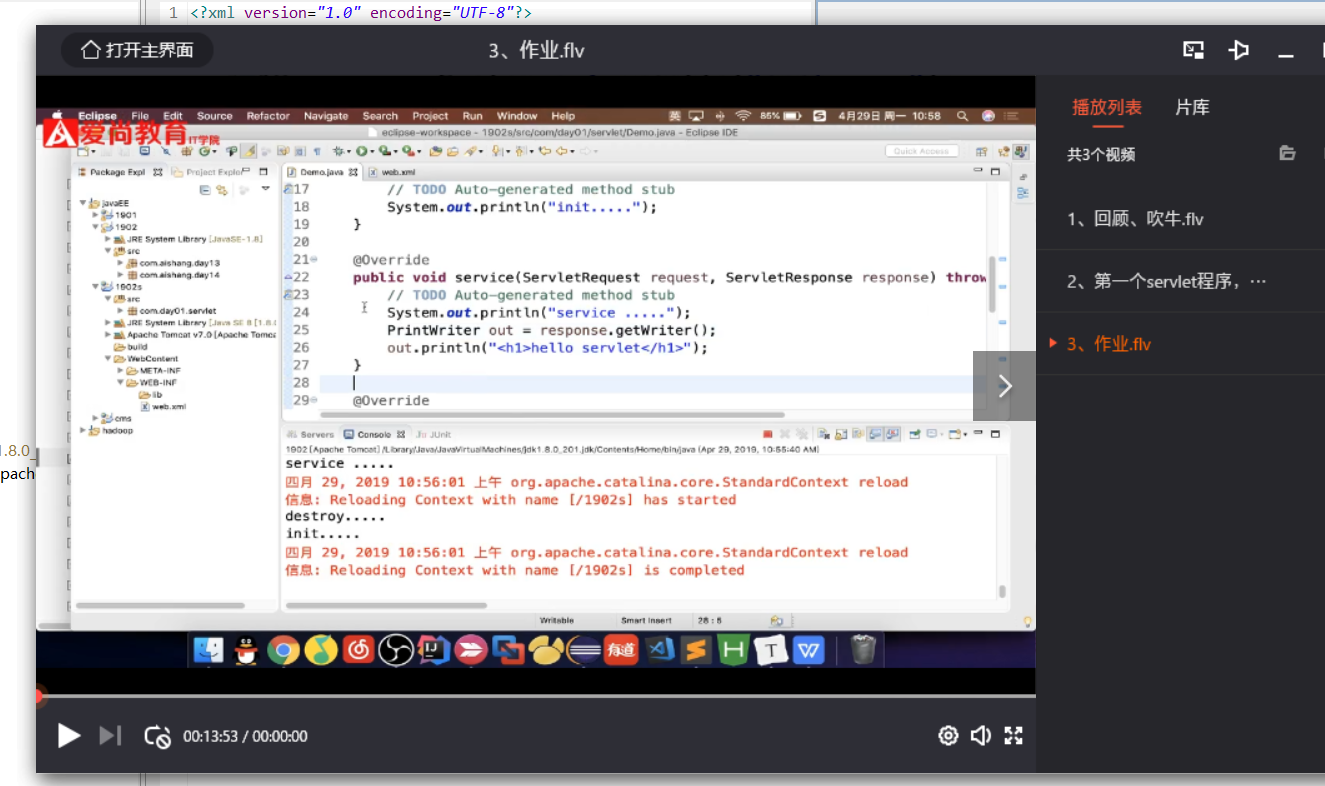 1 <?xml version="1.0" encoding="UTF-8"?>
打开主界面
3、作业.flv
播放列表 片库
共3个视频
1、回顾、吹牛.flv
2、第一个servlet程序，…
3、作业.flv
Eclipse File Edit Source Refactor Navigate Search Project Run Window Help
英 85% 4月29日 周一 10:58
爱尚教育 IT学院
eclipse-workspace - 1902s/src/com/day01/servlet/Demo.java - Eclipse IDE
Quick Access
Package Expl Project Explor
javaEE
1901
1902
JRE System Library [JavaSE-1.8]
src
com.aishang.day13
com.aishang.day14
1902s
src
com.day01.servlet
JRE System Library [Java SE 8 [1.8.
Apache Tomcat v7.0 [Apache Tomc
build
WebContent
META-INF
WEB-INF
lib
web.xml
cms
hadoop
Demo.java web.xml
17 // TODO Auto-generated method stub
18 System.out.println("init.....");
19 }
20
21 @Override
22 public void service(ServletRequest request, ServletResponse response) throw
23 // TODO Auto-generated method stub
24 System.out.println("service .....");
25 PrintWriter out = response.getWriter();
26 out.println("<h1>hello servlet</h1>");
27 }
28
29 @Override
Servers Console JUnit
1902 [Apache Tomcat] /Library/Java/JavaVirtualMachines/jdk1.8.0_201.jdk/Contents/Home/bin/java (Apr 29, 2019, 10:55:40 AM)
service .....
四月 29, 2019 10:56:01 上午 org.apache.catalina.core.StandardContext reload
信息: Reloading Context with name [/1902s] has started
destroy.....
init.....
四月 29, 2019 10:56:01 上午 org.apache.catalina.core.StandardContext reload
信息: Reloading Context with name [/1902s] is completed
Writable Smart Insert 28 : 5
有道
1.8.0_
pach
00:13:53 / 00:00:00